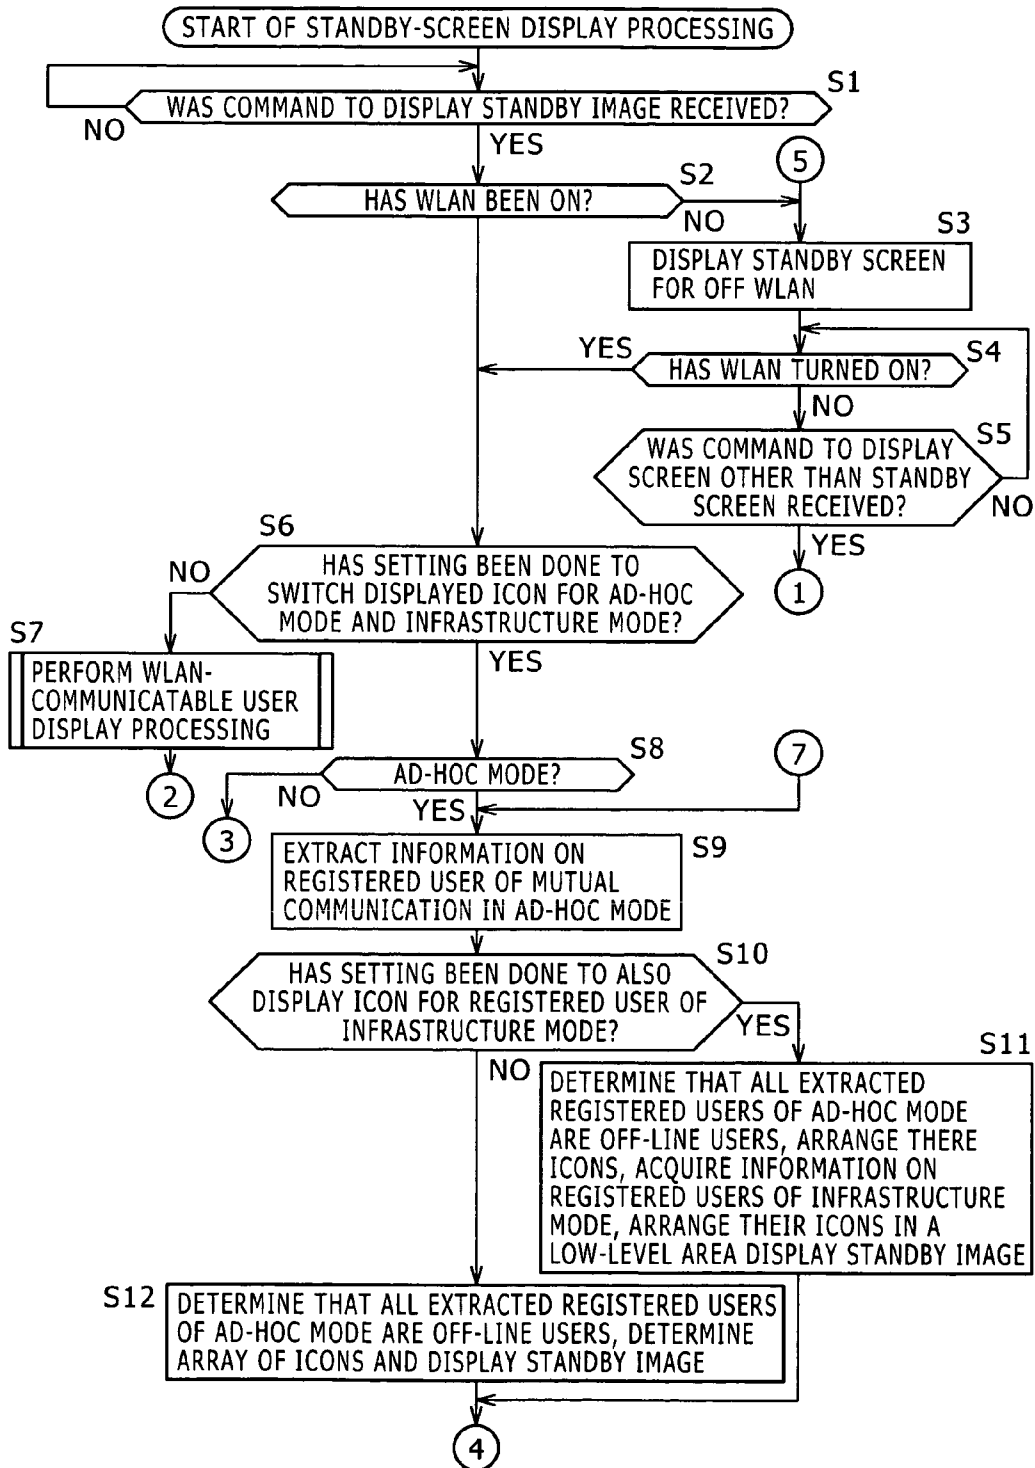 START OF STANDBY-SCREEN DISPLAY PROCESSING
S1
WAS COMMAND TO DISPLAY STANDBY IMAGE RECEIVED?
NO
YES
5
S2
HAS WLAN BEEN ON?
NO
S3
DISPLAY STANDBY SCREEN
FOR OFF WLAN
YES
S4
HAS WLAN TURNED ON?
NO
S5
WAS COMMAND TO DISPLAY
SCREEN OTHER THAN STANDBY
SCREEN RECEIVED?
NO
YES
1
S6
HAS SETTING BEEN DONE TO
SWITCH DISPLAYED ICON FOR AD-HOC
MODE AND INFRASTRUCTURE MODE?
NO
YES
S7
PERFORM WLAN-
COMMUNICATABLE USER
DISPLAY PROCESSING
2
S8
AD-HOC MODE?
7
NO
YES
3
S9
EXTRACT INFORMATION ON
REGISTERED USER OF MUTUAL
COMMUNICATION IN AD-HOC MODE
S10
HAS SETTING BEEN DONE TO ALSO
DISPLAY ICON FOR REGISTERED USER OF
INFRASTRUCTURE MODE?
YES
NO
S11
DETERMINE THAT ALL EXTRACTED
REGISTERED USERS OF AD-HOC MODE
ARE OFF-LINE USERS, ARRANGE THERE
ICONS, ACQUIRE INFORMATION ON
REGISTERED USERS OF INFRASTRUCTURE
MODE, ARRANGE THEIR ICONS IN A
LOW-LEVEL AREA DISPLAY STANDBY IMAGE
S12
DETERMINE THAT ALL EXTRACTED REGISTERED USERS
OF AD-HOC MODE ARE OFF-LINE USERS, DETERMINE
ARRAY OF ICONS AND DISPLAY STANDBY IMAGE
4